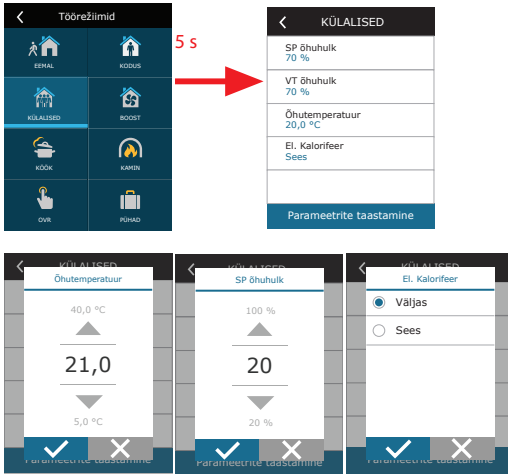 Töörežiimid
EEMAL
KODUS
KÜLALISED
BOOST
KÖÖK
KAMIN
OVR
PÜHAD
5 s
KÜLALISED
SP õhuhulk
70 %
VT õhuhulk
70 %
Õhutemperatuur
20,0 °C
El. Kalorifeer
Sees
Parameetrite taastamine
KÜLALISED
Õhutemperatuur
40,0 °C
21,0
5,0 °C
Parameetrite taastamine
KÜLALISED
SP õhuhulk
100 %
20
20 %
Parameetrite taastamine
KÜLALISED
El. Kalorifeer
Väljas
Sees
Parameetrite taastamine